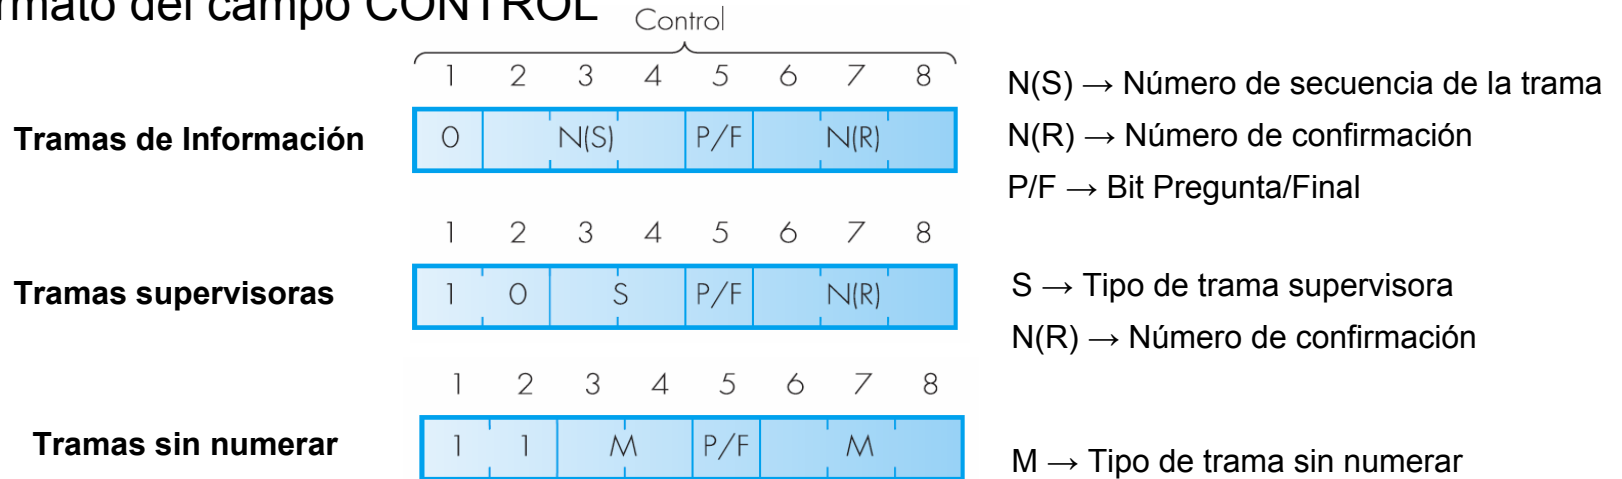 rmato del campo CONTROL
Control
1 2 3 4 5 6 7 8
Tramas de Información
0 N(S) P/F N(R)
N(S) → Número de secuencia de la trama
N(R) → Número de confirmación
P/F → Bit Pregunta/Final
1 2 3 4 5 6 7 8
Tramas supervisoras
1 0 S P/F N(R)
S → Tipo de trama supervisora
N(R) → Número de confirmación
1 2 3 4 5 6 7 8
Tramas sin numerar
1 1 M P/F M
M → Tipo de trama sin numerar